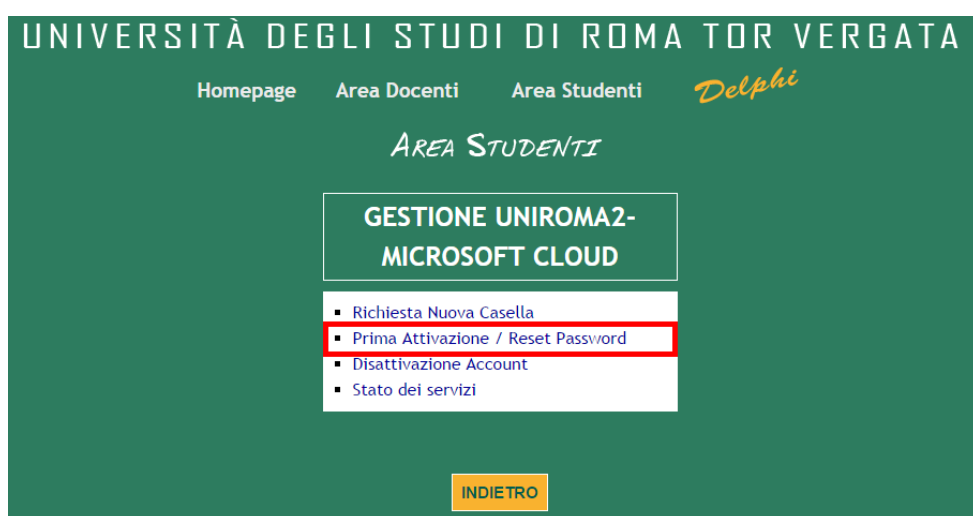 UNIVERSITÀ DEGLI STUDI DI ROMA TOR VERGATA
Homepage Area Docenti Area Studenti Delphi
AREA STUDENTI
GESTIONE UNIROMA2-
MICROSOFT CLOUD
Richiesta Nuova Casella
Prima Attivazione / Reset Password
Disattivazione Account
Stato dei servizi
INDIETRO